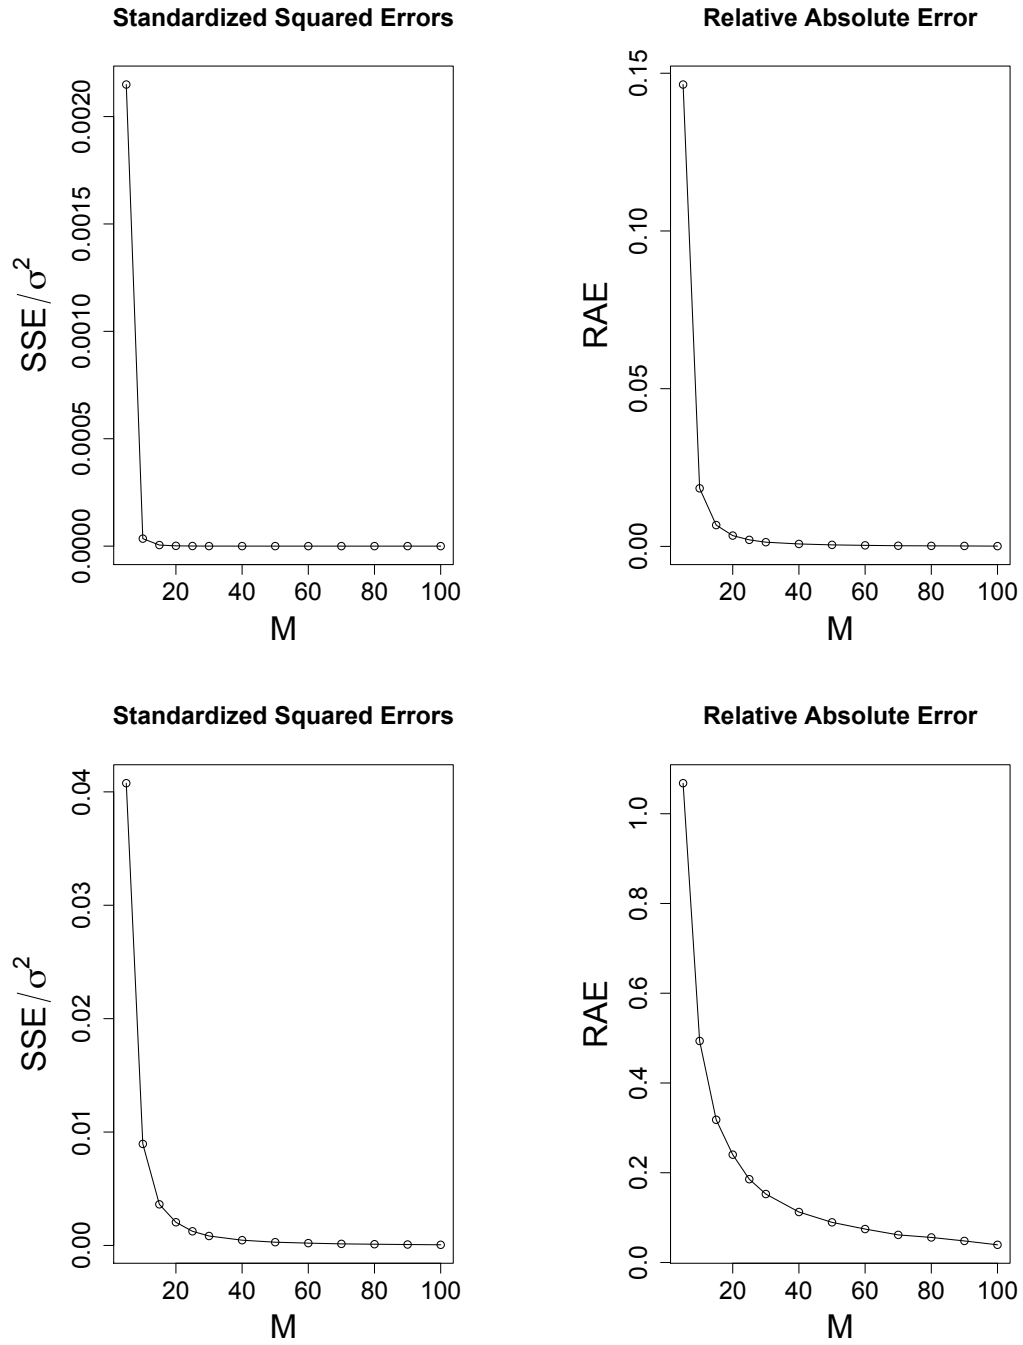 Standardized Squared Errors
SSE/σ²
0.0000 0.0005 0.0010 0.0015 0.0020
20 40 60 80 100
M
Relative Absolute Error
RAE
0.00 0.05 0.10 0.15
20 40 60 80 100
M
Standardized Squared Errors
SSE/σ²
0.00 0.01 0.02 0.03 0.04
20 40 60 80 100
M
Relative Absolute Error
RAE
0.0 0.2 0.4 0.6 0.8 1.0
20 40 60 80 100
M